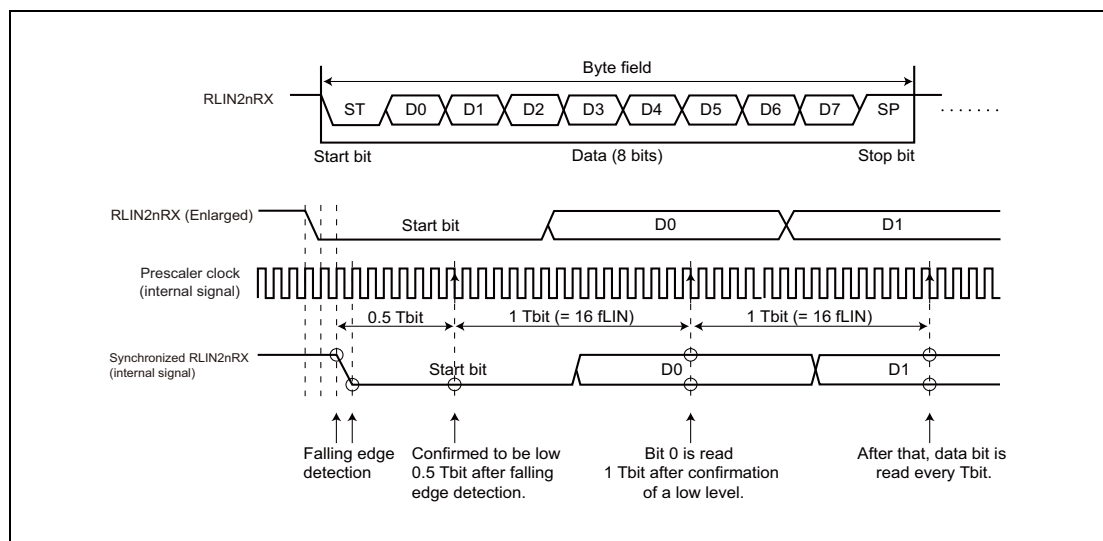 Byte field
RLIN2nRX
ST D0 D1 D2 D3 D4 D5 D6 D7 SP .......
Start bit Data (8 bits) Stop bit
RLIN2nRX (Enlarged)
Start bit D0 D1
Prescaler clock
(internal signal)
0.5 Tbit 1 Tbit (= 16 fLIN) 1 Tbit (= 16 fLIN)
Synchronized RLIN2nRX
(internal signal)
Start bit D0 D1
Falling edge
detection
Confirmed to be low
0.5 Tbit after falling
edge detection.
Bit 0 is read
1 Tbit after confirmation
of a low level.
After that, data bit is
read every Tbit.